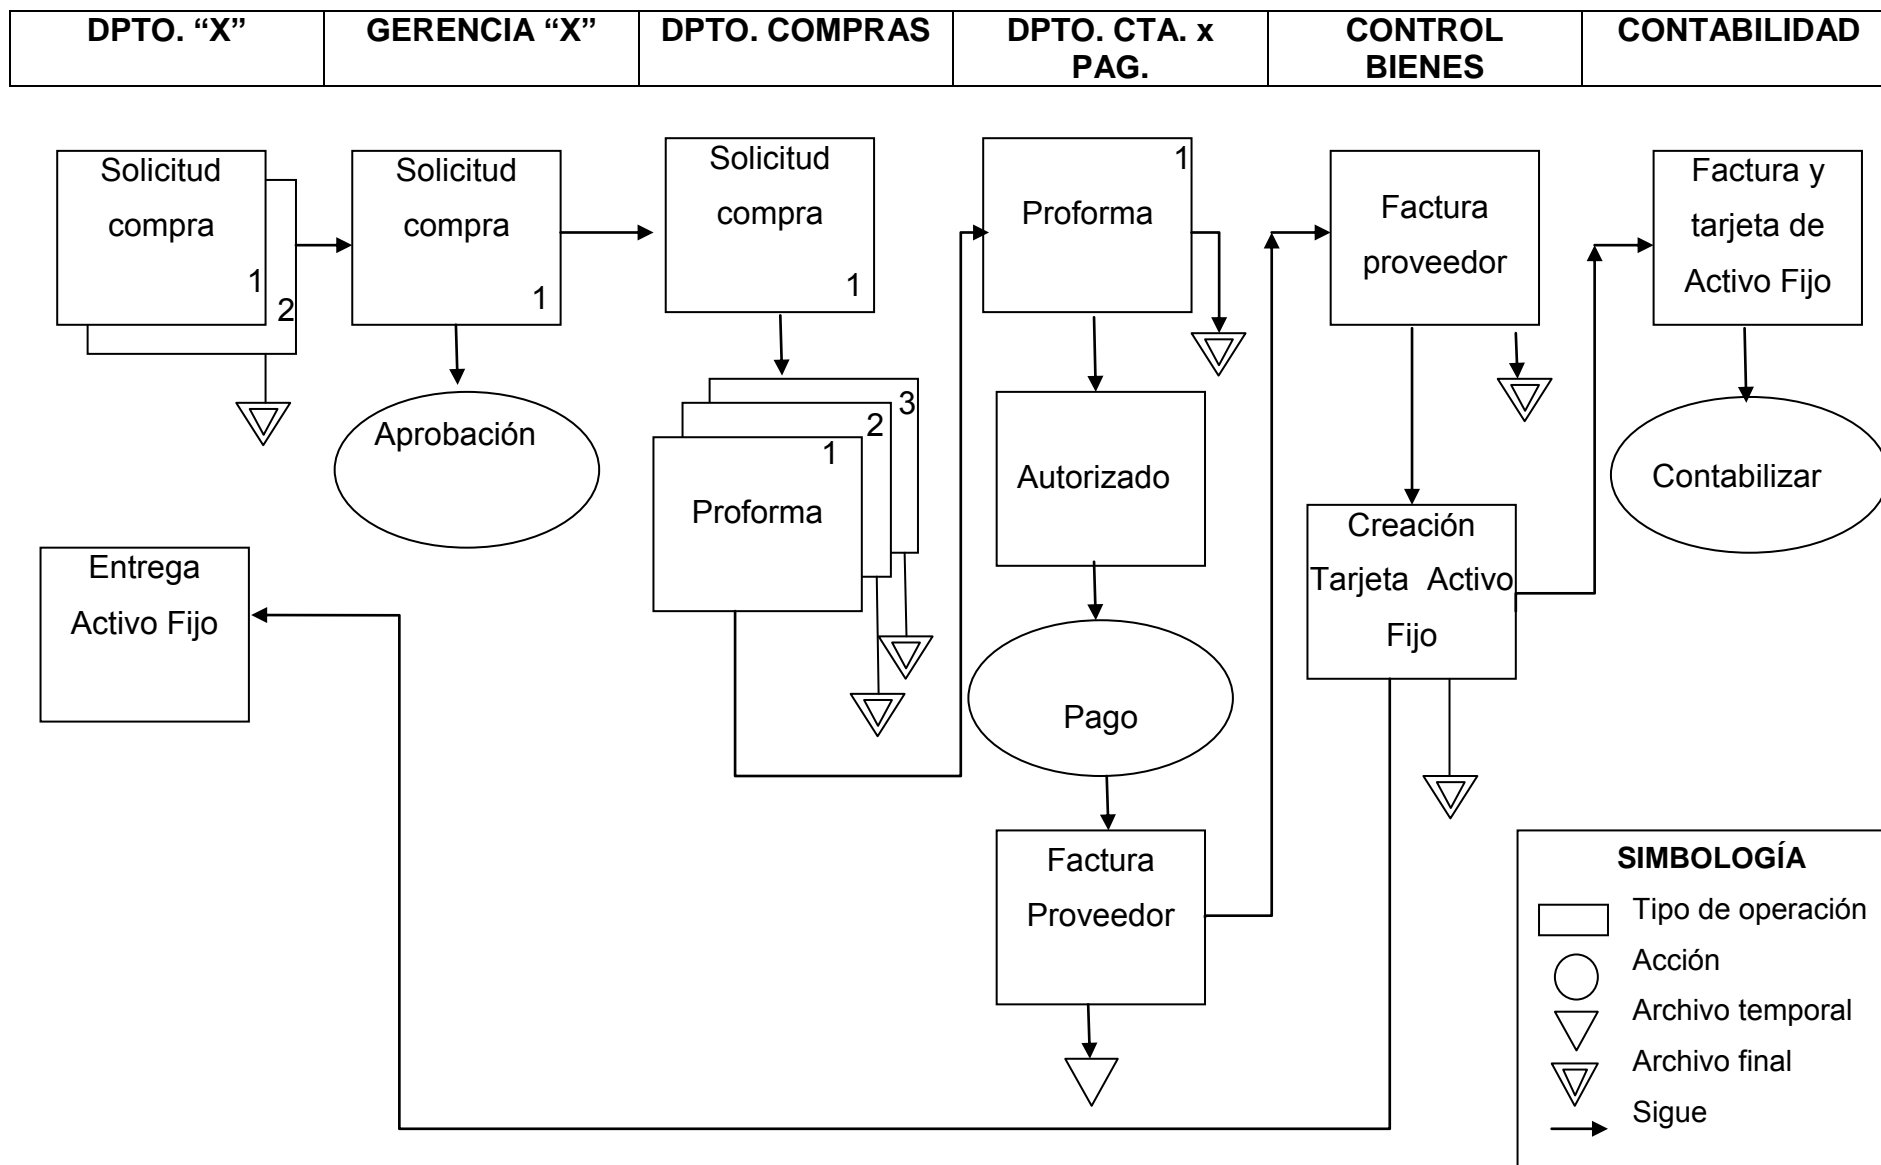 DPTO. “X”
GERENCIA “X”
DPTO. COMPRAS
DPTO. CTA. x
PAG.
CONTROL
BIENES
CONTABILIDAD
Solicitud
compra
1
2
Solicitud
compra
1
Solicitud
compra
1
1
Proforma
Factura
proveedor
Factura y
tarjeta de
Activo Fijo
Aprobación
3
2
1
Proforma
Autorizado
Contabilizar
Creación
Tarjeta Activo
Fijo
Entrega
Activo Fijo
Pago
Factura
Proveedor
SIMBOLOGÍA
Tipo de operación
Acción
Archivo temporal
Archivo final
Sigue